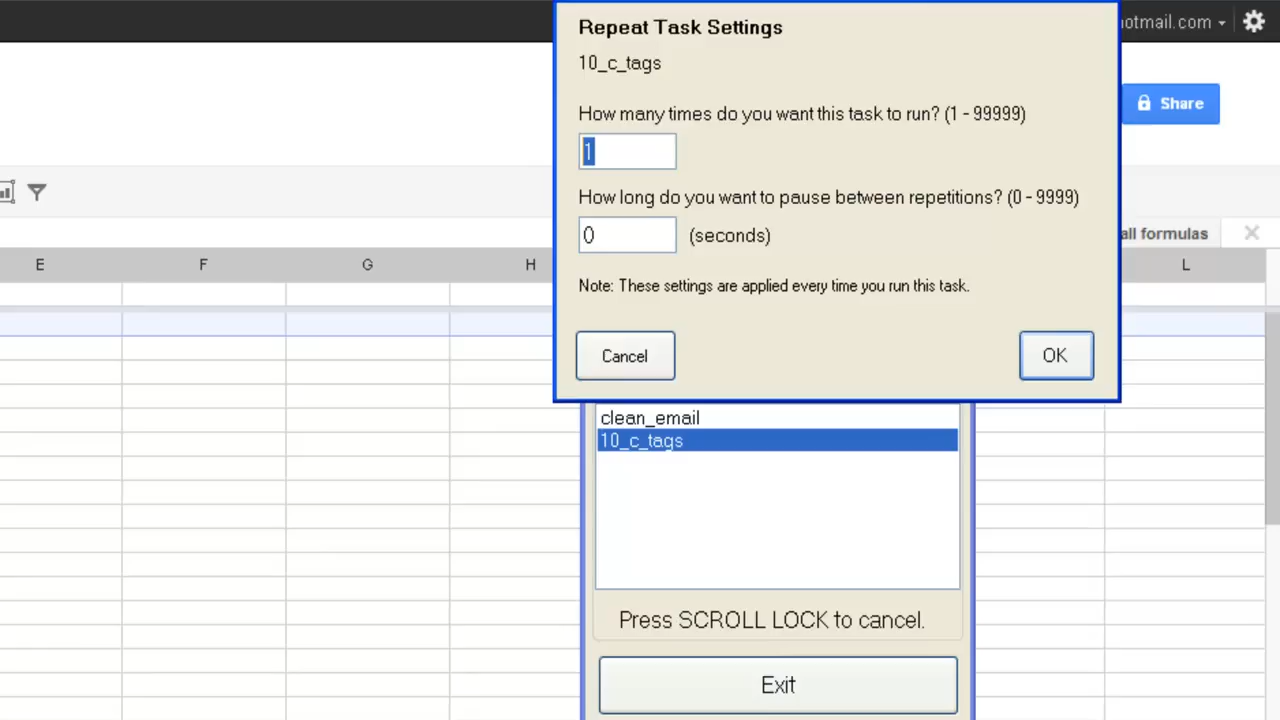 Repeat Task Settings
10_c_tags
How many times do you want this task to run? (1 - 99999)
1
How long do you want to pause between repetitions? (0 - 9999)
0 (seconds)
Note: These settings are applied every time you run this task.
Cancel OK
otmail.com
Share
all formulas
E F G H L
clean_email
10_c_tags
Press SCROLL LOCK to cancel.
Exit